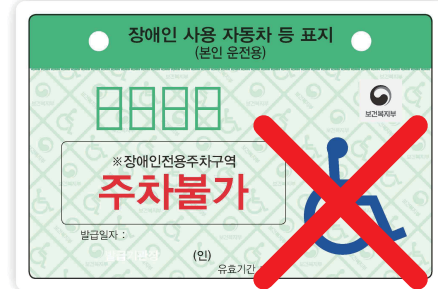 장애인 사용 자동차 등 표지
(본인 운전용)
8888
보건복지부
※장애인전용주차구역
주차불가
발급일자 :
(인)
유효기간